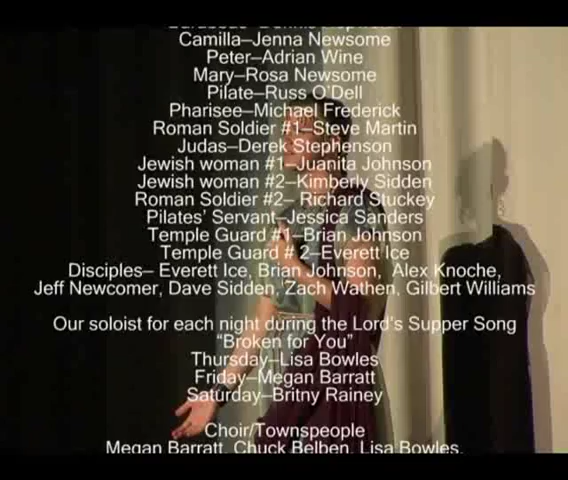 Camilla–Jenna Newsome
Peter–Adrian Wine
Mary–Rosa Newsome
Pilate–Russ O'Dell
Pharisee–Michael Frederick
Roman Soldier #1–Steve Martin
Judas–Derek Stephenson
Jewish woman #1–Juanita Johnson
Jewish woman #2–Kimberly Sidden
Roman Soldier #2– Richard Stuckey
Pilates' Servant–Jessica Sanders
Temple Guard #1–Brian Johnson
Temple Guard # 2–Everett Ice
Disciples– Everett Ice, Brian Johnson, Alex Knoche,
Jeff Newcomer, Dave Sidden, Zach Wathen, Gilbert Williams
Our soloist for each night during the Lord's Supper Song
“Broken for You”
Thursday–Lisa Bowles
Friday–Megan Barratt
Saturday–Britny Rainey
Choir/Townspeople
Megan Barratt, Chuck Belben, Lisa Bowles,